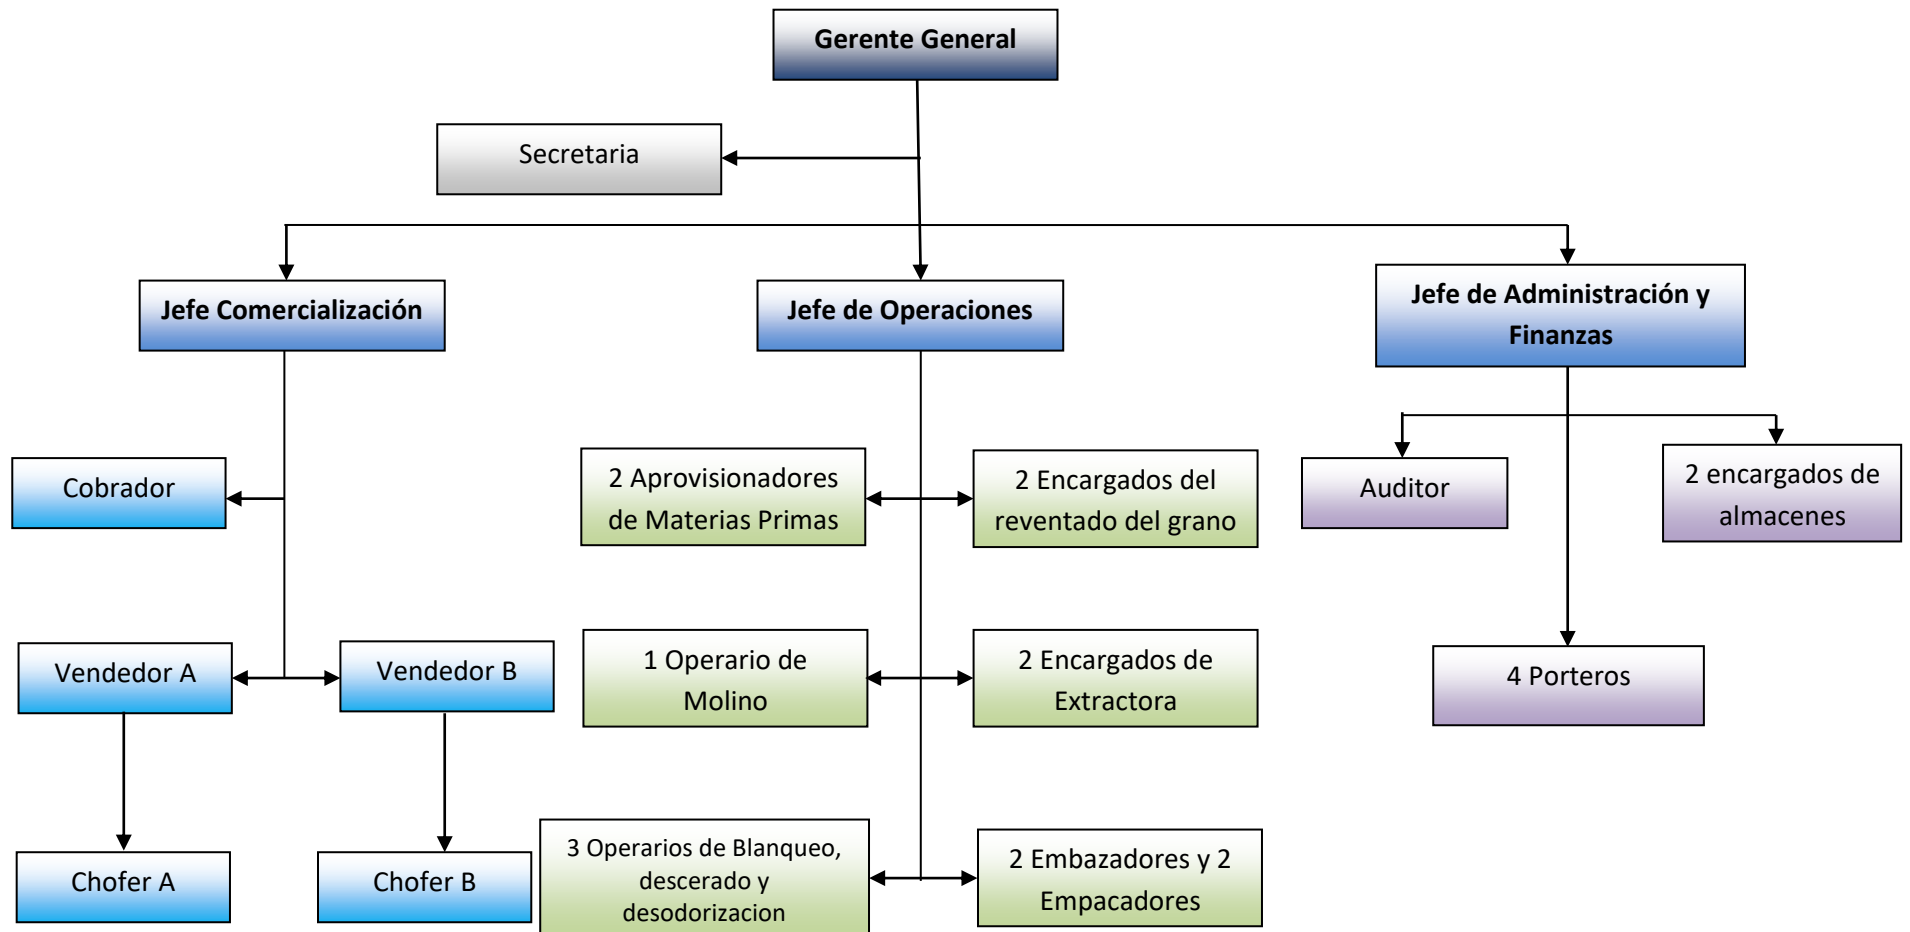 Gerente General
Secretaria
Jefe Comercialización
Jefe de Operaciones
Jefe de Administración y
Finanzas
Cobrador
2 Aprovisionadores
de Materias Primas
2 Encargados del
reventado del grano
Auditor
2 encargados de
almacenes
Vendedor A
Vendedor B
1 Operario de
Molino
2 Encargados de
Extractora
4 Porteros
Chofer A
Chofer B
3 Operarios de Blanqueo,
descerado y
desodorizacion
2 Embazadores y 2
Empacadores